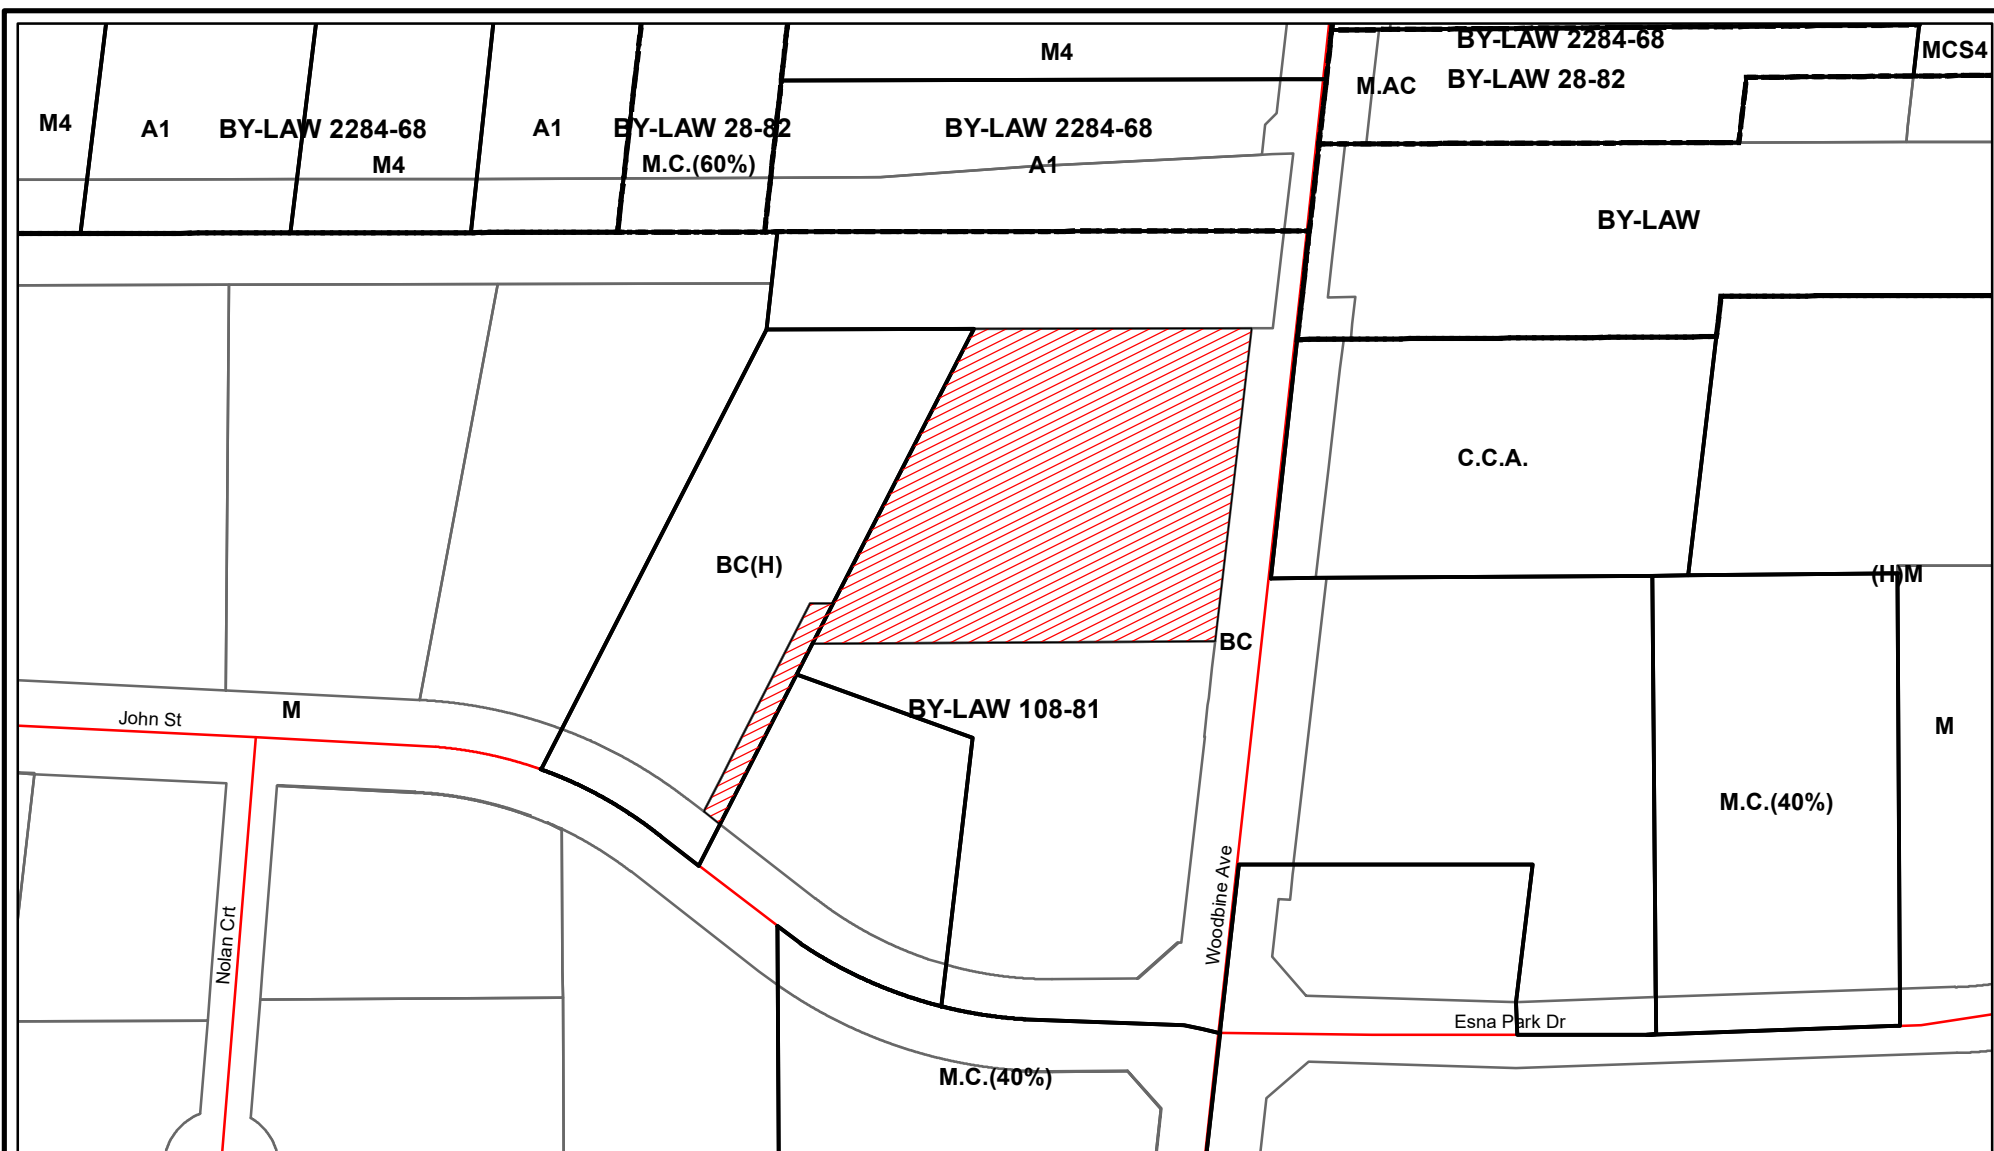 M4
BY-LAW 2284-68
MCS4
M.AC
BY-LAW 28-82
M4
A1
BY-LAW 2284-68
A1
BY-LAW 28-82
BY-LAW 2284-68
M4
M.C.(60%)
A1
BY-LAW
C.C.A.
BC(H)
(H)M
BC
M
BY-LAW 108-81
John St
M
M.C.(40%)
Woodbine Ave
Nolan Crt
Esna Park Dr
M.C.(40%)